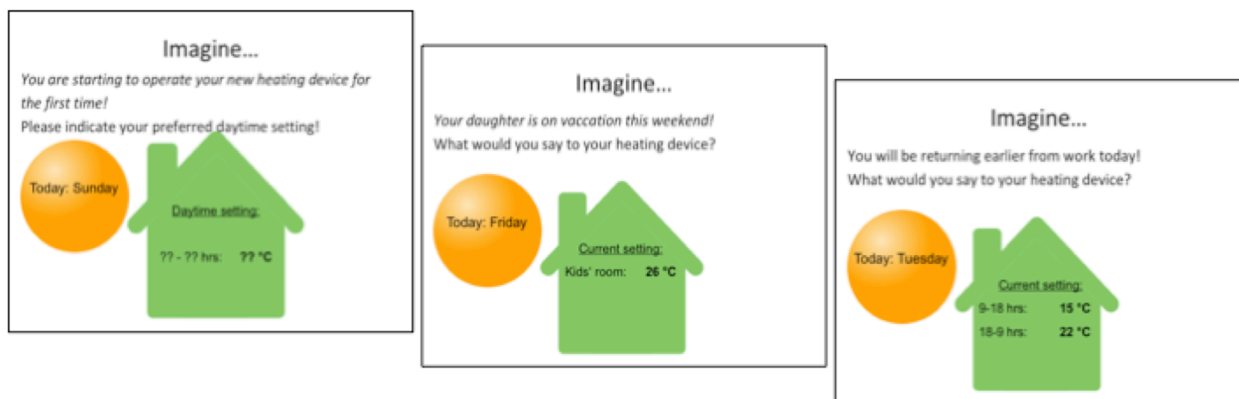 Imagine...
You are starting to operate your new heating device for
the first time!
Please indicate your preferred daytime setting!
Today: Sunday
Daytime setting:
?? - ?? hrs: ?? °C
Imagine...
Your daughter is on vaccation this weekend!
What would you say to your heating device?
Today: Friday
Current setting:
Kids' room: 26 °C
Imagine...
You will be returning earlier from work today!
What would you say to your heating device?
Today: Tuesday
Current setting:
9-18 hrs: 15 °C
18-9 hrs: 22 °C